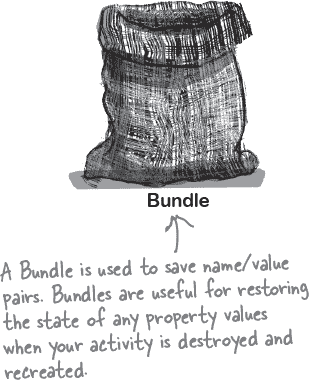 Bundle
A Bundle is used to save name/value
pairs. Bundles are useful for restoring
the state of any property values
when your activity is destroyed and
recreated.